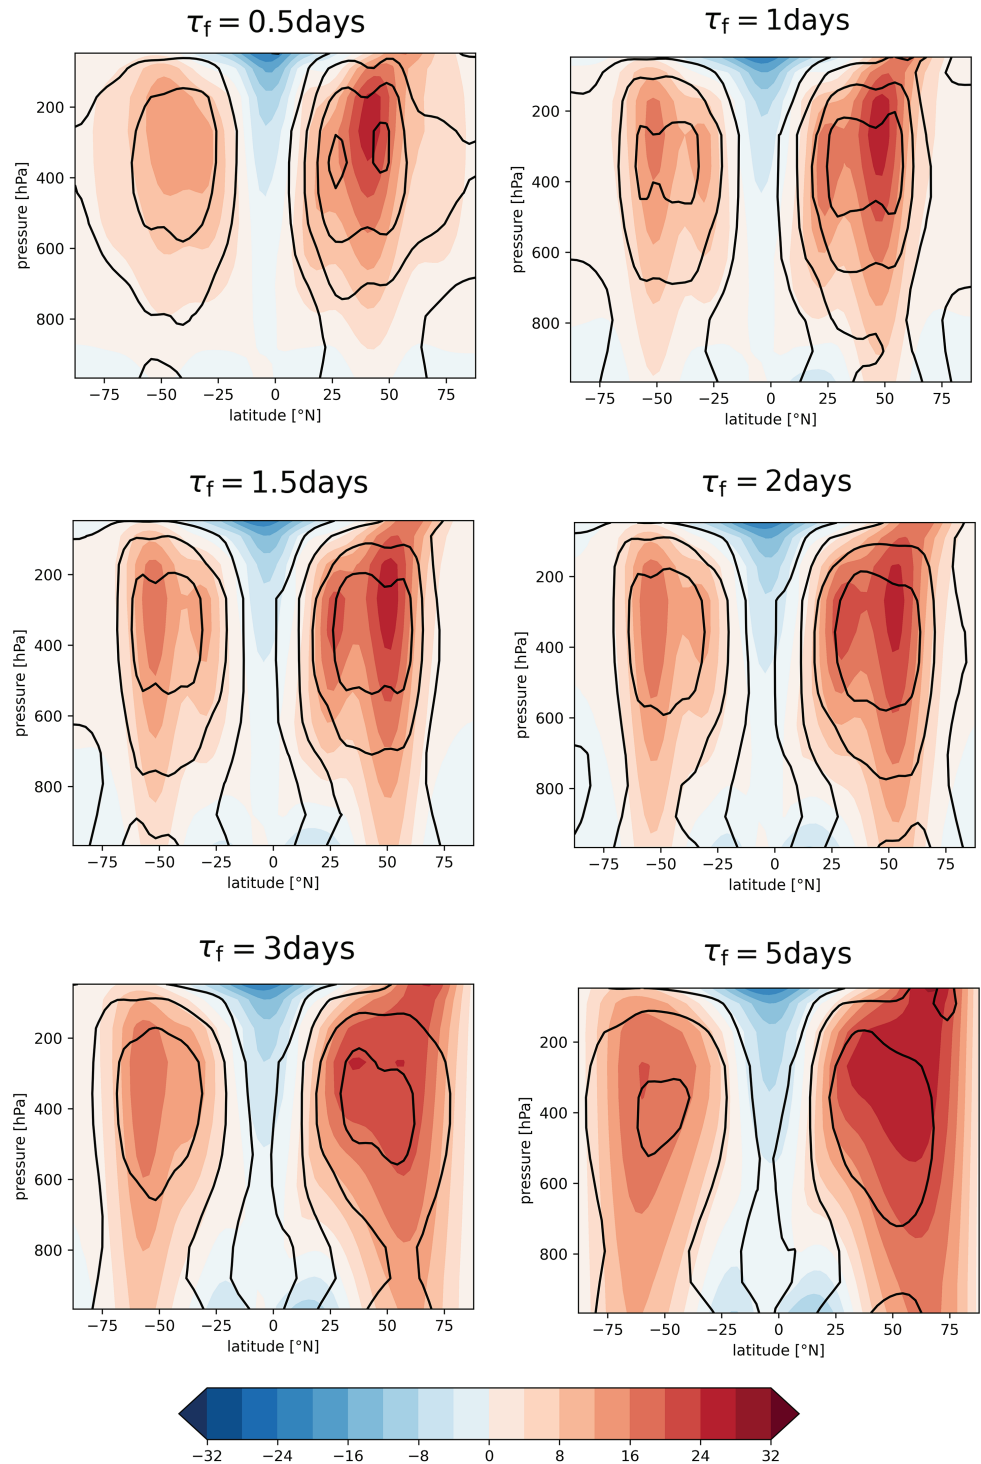 τf = 0.5days
τf = 1days
200
400
600
800
pressure [hPa]
−75 −50 −25 0 25 50 75
latitude [°N]
200
400
600
800
pressure [hPa]
−75 −50 −25 0 25 50 75
latitude [°N]
τf = 1.5days
τf = 2days
200
400
600
800
pressure [hPa]
−75 −50 −25 0 25 50 75
latitude [°N]
200
400
600
800
pressure [hPa]
−75 −50 −25 0 25 50 75
latitude [°N]
τf = 3days
τf = 5days
200
400
600
800
pressure [hPa]
−75 −50 −25 0 25 50 75
latitude [°N]
200
400
600
800
pressure [hPa]
−75 −50 −25 0 25 50 75
latitude [°N]
−32 −24 −16 −8 0 8 16 24 32